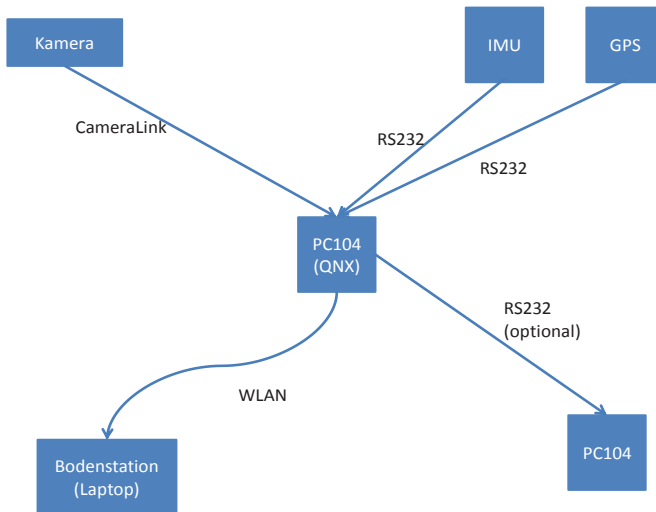 Kamera
IMU
GPS
CameraLink
RS232
RS232
PC104
(QNX)
RS232
(optional)
WLAN
Bodenstation
(Laptop)
PC104